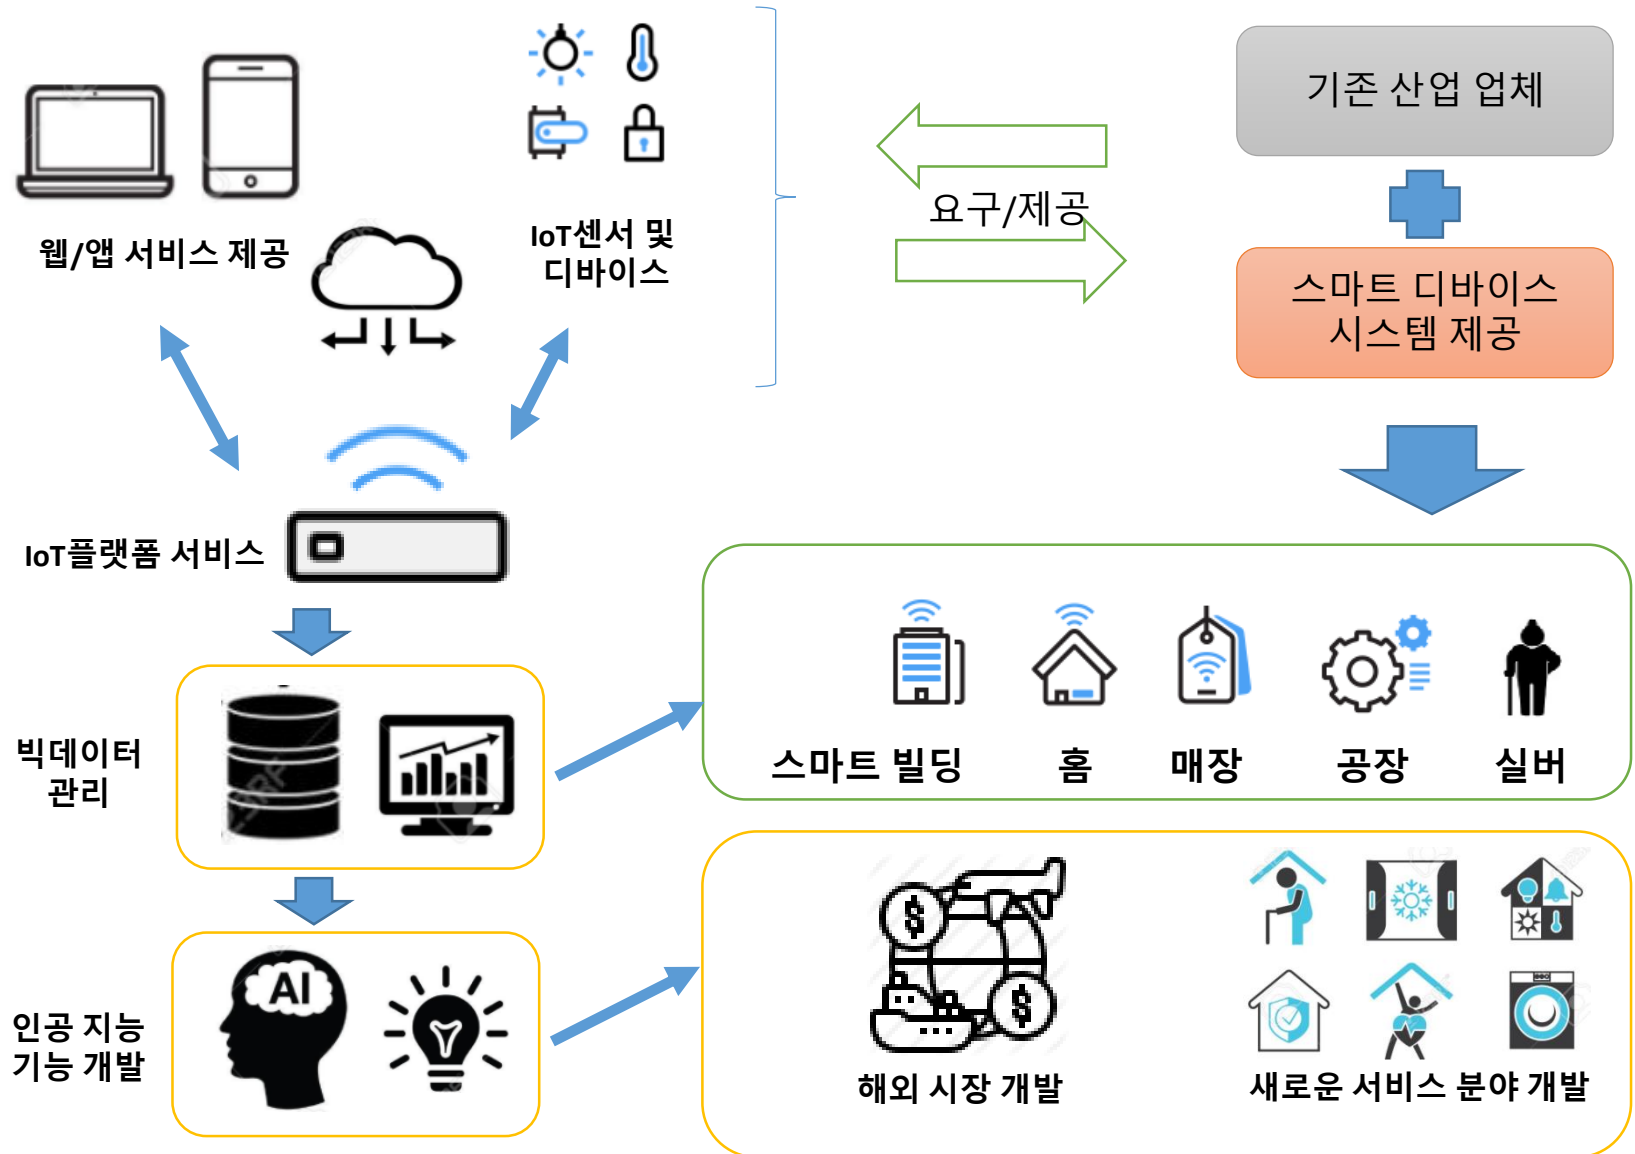 기존 산업 업체
요구/제공
웹/앱 서비스 제공
IoT센서 및
디바이스
스마트 디바이스
시스템 제공
IoT플랫폼 서비스
빅데이터
관리
스마트 빌딩
홈
매장
공장
실버
AI
인공 지능
기능 개발
$
$
해외 시장 개발
새로운 서비스 분야 개발